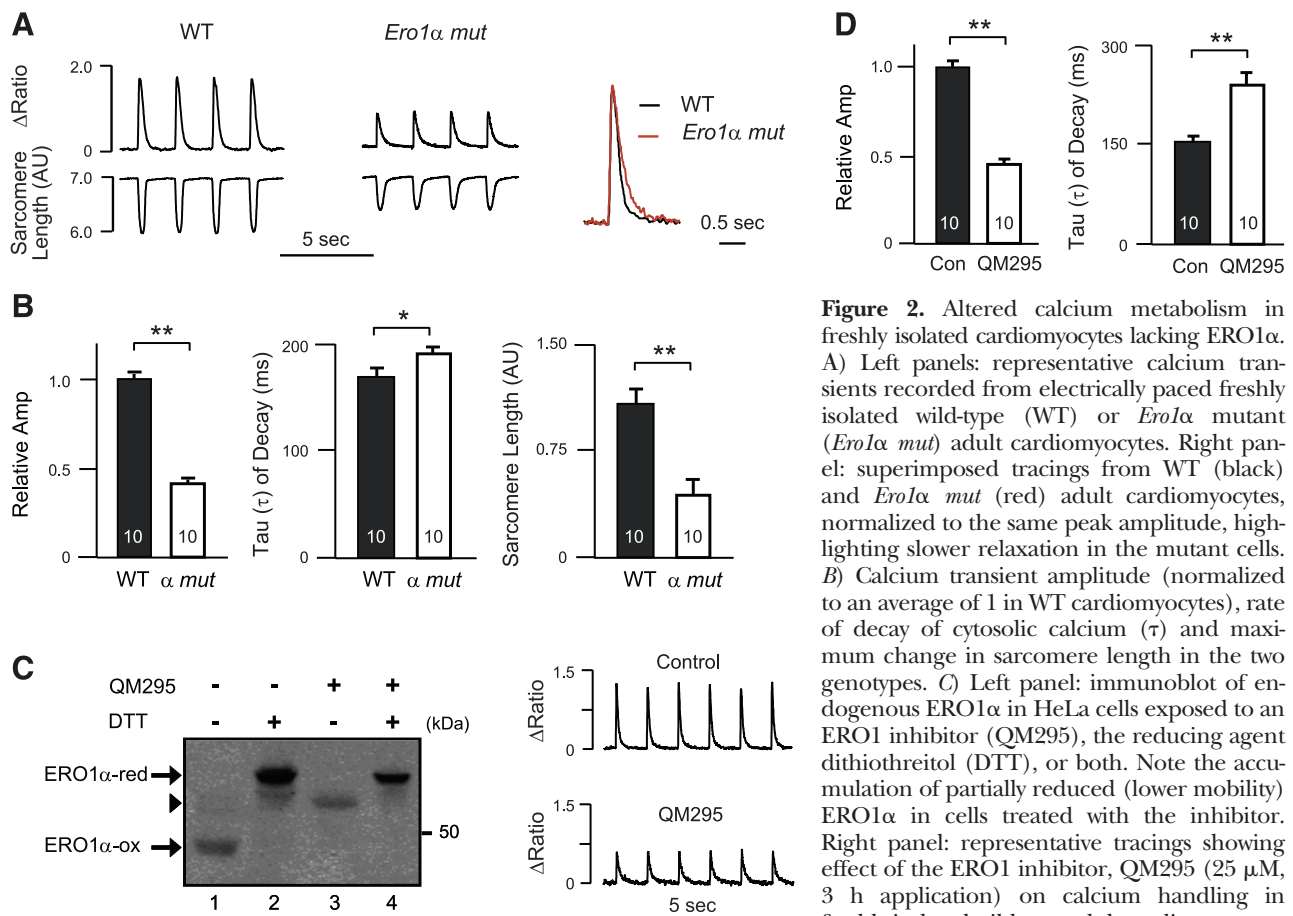 A
WT
Ero1α mut
2.0
ΔRatio
0
7.0
Sarcomere
Length (AU)
6.0
5 sec
WT
Ero1α mut
0.5 sec
B
Relative Amp
1.0
0.5
0
**
10
10
WT α mut
Tau (τ) of Decay (ms)
200
100
0
*
10
10
WT α mut
Sarcomere Length (AU)
1.50
0.75
0
**
10
10
WT α mut
C
QM295 - - + +
DTT - + - + (kDa)
ERO1α-red
ERO1α-ox
50
1 2 3 4
Control
1.5
ΔRatio
0
QM295
1.5
ΔRatio
0
5 sec
D
Relative Amp
1.0
0.5
0
**
10
10
Con QM295
Tau (τ) of Decay (ms)
300
150
0
**
10
10
Con QM295
Figure 2. Altered calcium metabolism in
freshly isolated cardiomyocytes lacking ERO1α.
A) Left panels: representative calcium tran-
sients recorded from electrically paced freshly
isolated wild-type (WT) or Ero1α mutant
(Ero1α mut) adult cardiomyocytes. Right pan-
el: superimposed tracings from WT (black)
and Ero1α mut (red) adult cardiomyocytes,
normalized to the same peak amplitude, high-
lighting slower relaxation in the mutant cells.
B) Calcium transient amplitude (normalized
to an average of 1 in WT cardiomyocytes), rate
of decay of cytosolic calcium (τ) and maxi-
mum change in sarcomere length in the two
genotypes. C) Left panel: immunoblot of en-
dogenous ERO1α in HeLa cells exposed to an
ERO1 inhibitor (QM295), the reducing agent
dithiothreitol (DTT), or both. Note the accu-
mulation of partially reduced (lower mobility)
ERO1α in cells treated with the inhibitor.
Right panel: representative tracings showing
effect of the ERO1 inhibitor, QM295 (25 μM,
3 h application) on calcium handling in